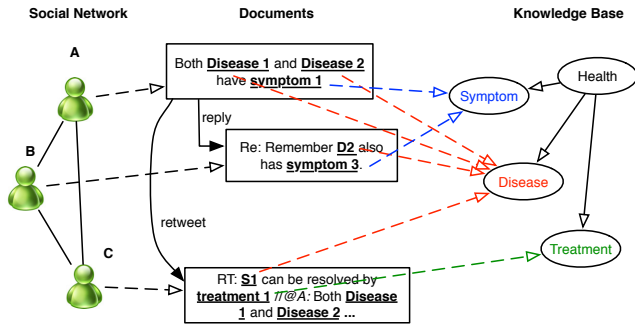 Social Network
Documents
Knowledge Base
A
Both Disease 1 and Disease 2
have symptom 1
Health
Symptom
reply
B
Re: Remember D2 also
has symptom 3.
Disease
retweet
C
Treatment
RT: S1 can be resolved by
treatment 1 //@A: Both Disease
1 and Disease 2 ...